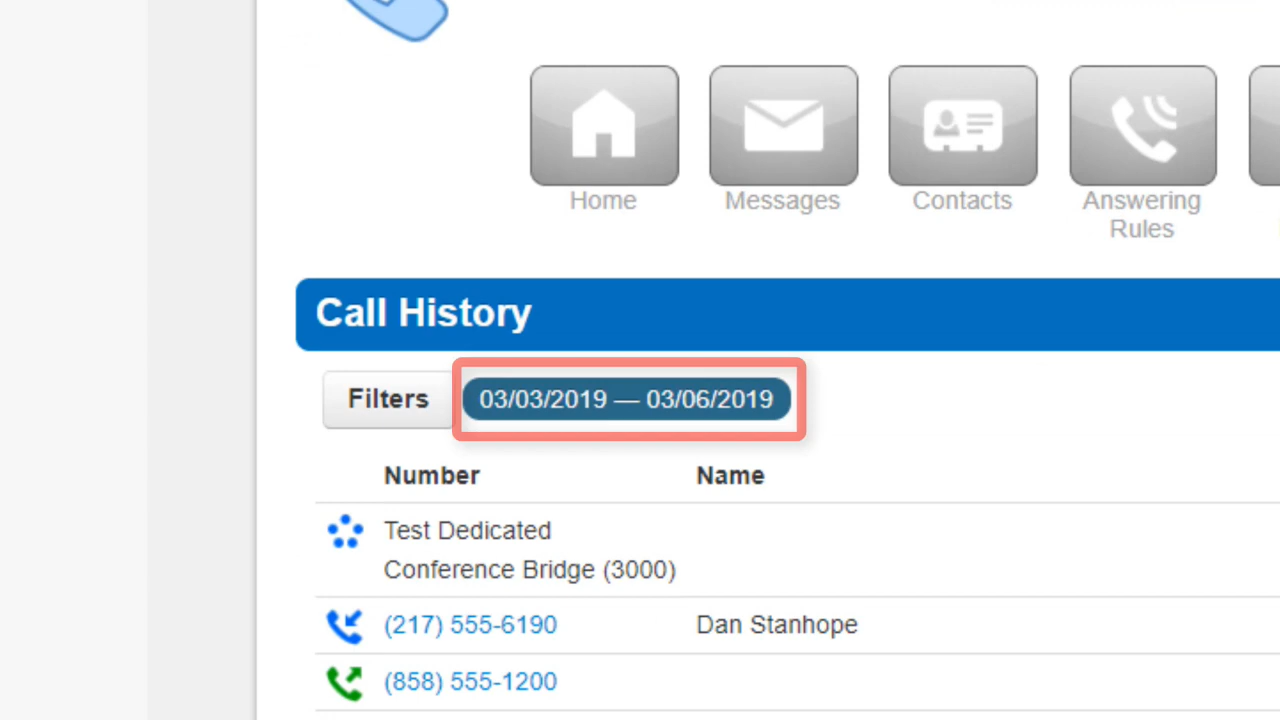 Home
Messages
Contacts
Answering
Rules
Call History
Filters
03/03/2019 — 03/06/2019
Number
Name
Test Dedicated
Conference Bridge (3000)
(217) 555-6190
Dan Stanhope
(858) 555-1200